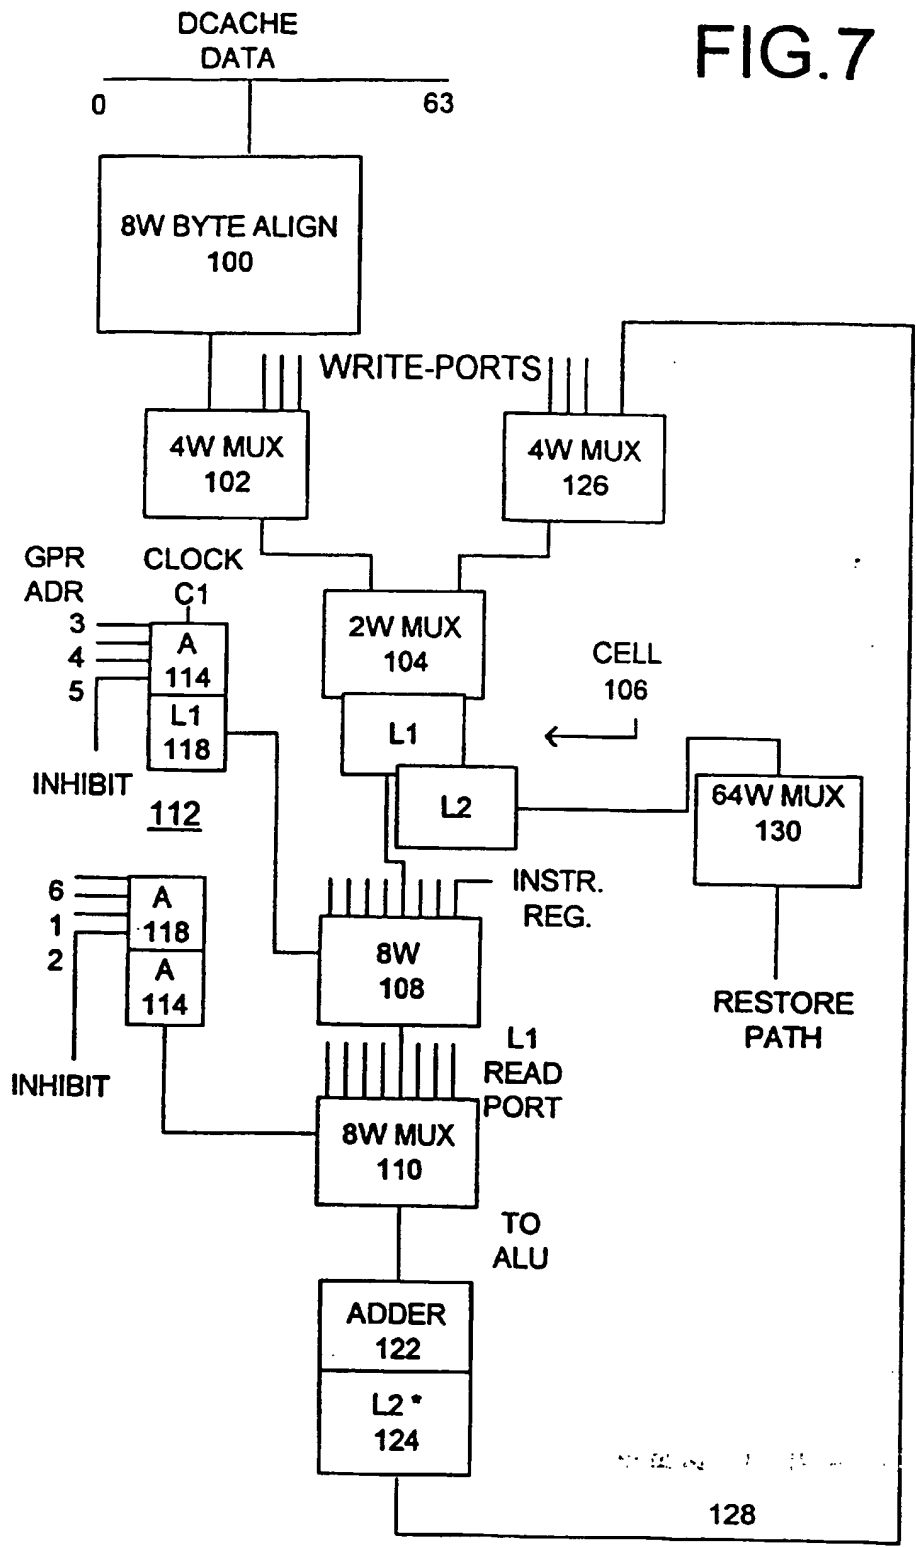 DCACHE
DATA
FIG.7
0
63
8W BYTE ALIGN
100
WRITE-PORTS
4W MUX
102
4W MUX
126
GPR
ADR
CLOCK
C1
3
4
5
A
114
L1
118
INHIBIT
112
2W MUX
104
L1
L2
CELL
106
64W MUX
130
RESTORE
PATH
INSTR.
REG.
6
1
2
A
118
A
114
INHIBIT
8W
108
L1
READ
PORT
8W MUX
110
TO
ALU
ADDER
122
L2 *
124
128